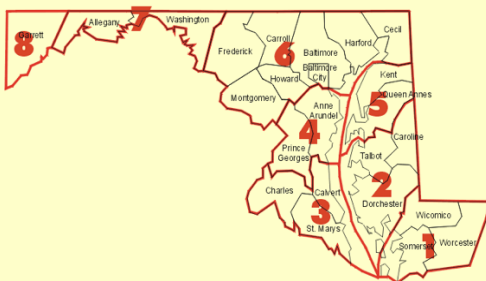 Garrett
8
Allegany
7
Washington
Frederick
Carroll
6
Baltimore
Baltimore
City
Harford
Cecil
Howard
Montgomery
Kent
5
Queen Annes
Anne
Arundel
4
Prince
Georges
Caroline
Talbot
2
Dorchester
Charles
Calvert
3
St. Marys
Wicomico
Somerset
1
Worcester